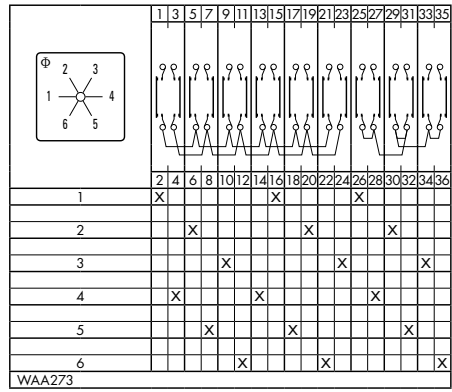 1 3 5 7 9 11 13 15 17 19 21 23 25 27 29 31 33 35
Φ
2 3
1 4
6 5
2 4 6 8 10 12 14 16 18 20 22 24 26 28 30 32 34 36
1 X X X
2 X X X
3 X X X
4 X X X
5 X X X
6 X X X
WAA273